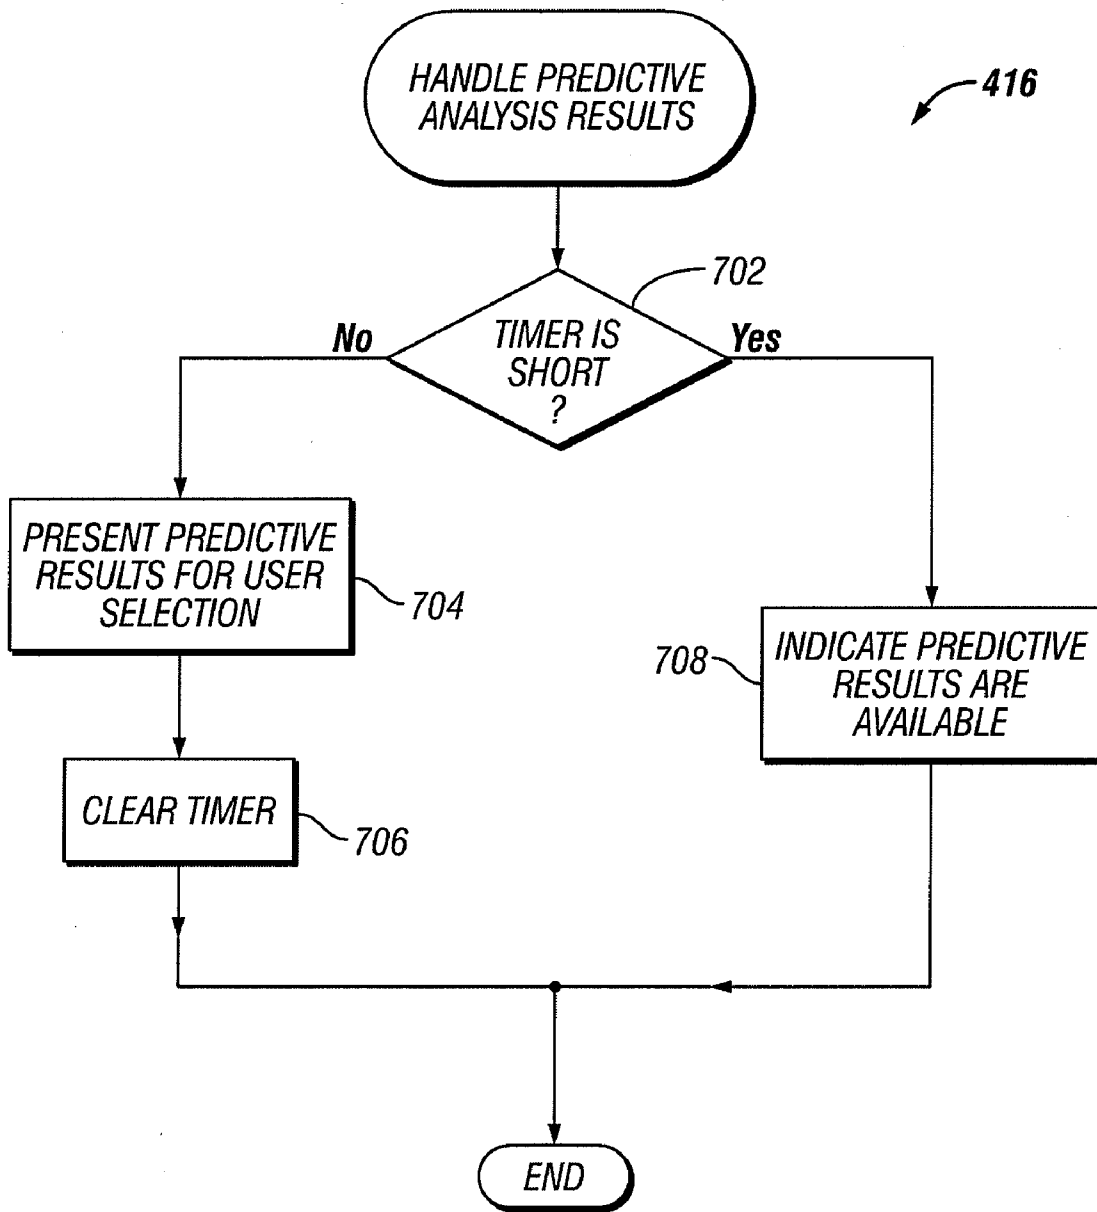 HANDLE PREDICTIVE
ANALYSIS RESULTS
416
702
TIMER IS
SHORT
?
No
Yes
PRESENT PREDICTIVE
RESULTS FOR USER
SELECTION
704
708
INDICATE PREDICTIVE
RESULTS ARE
AVAILABLE
CLEAR TIMER
706
END